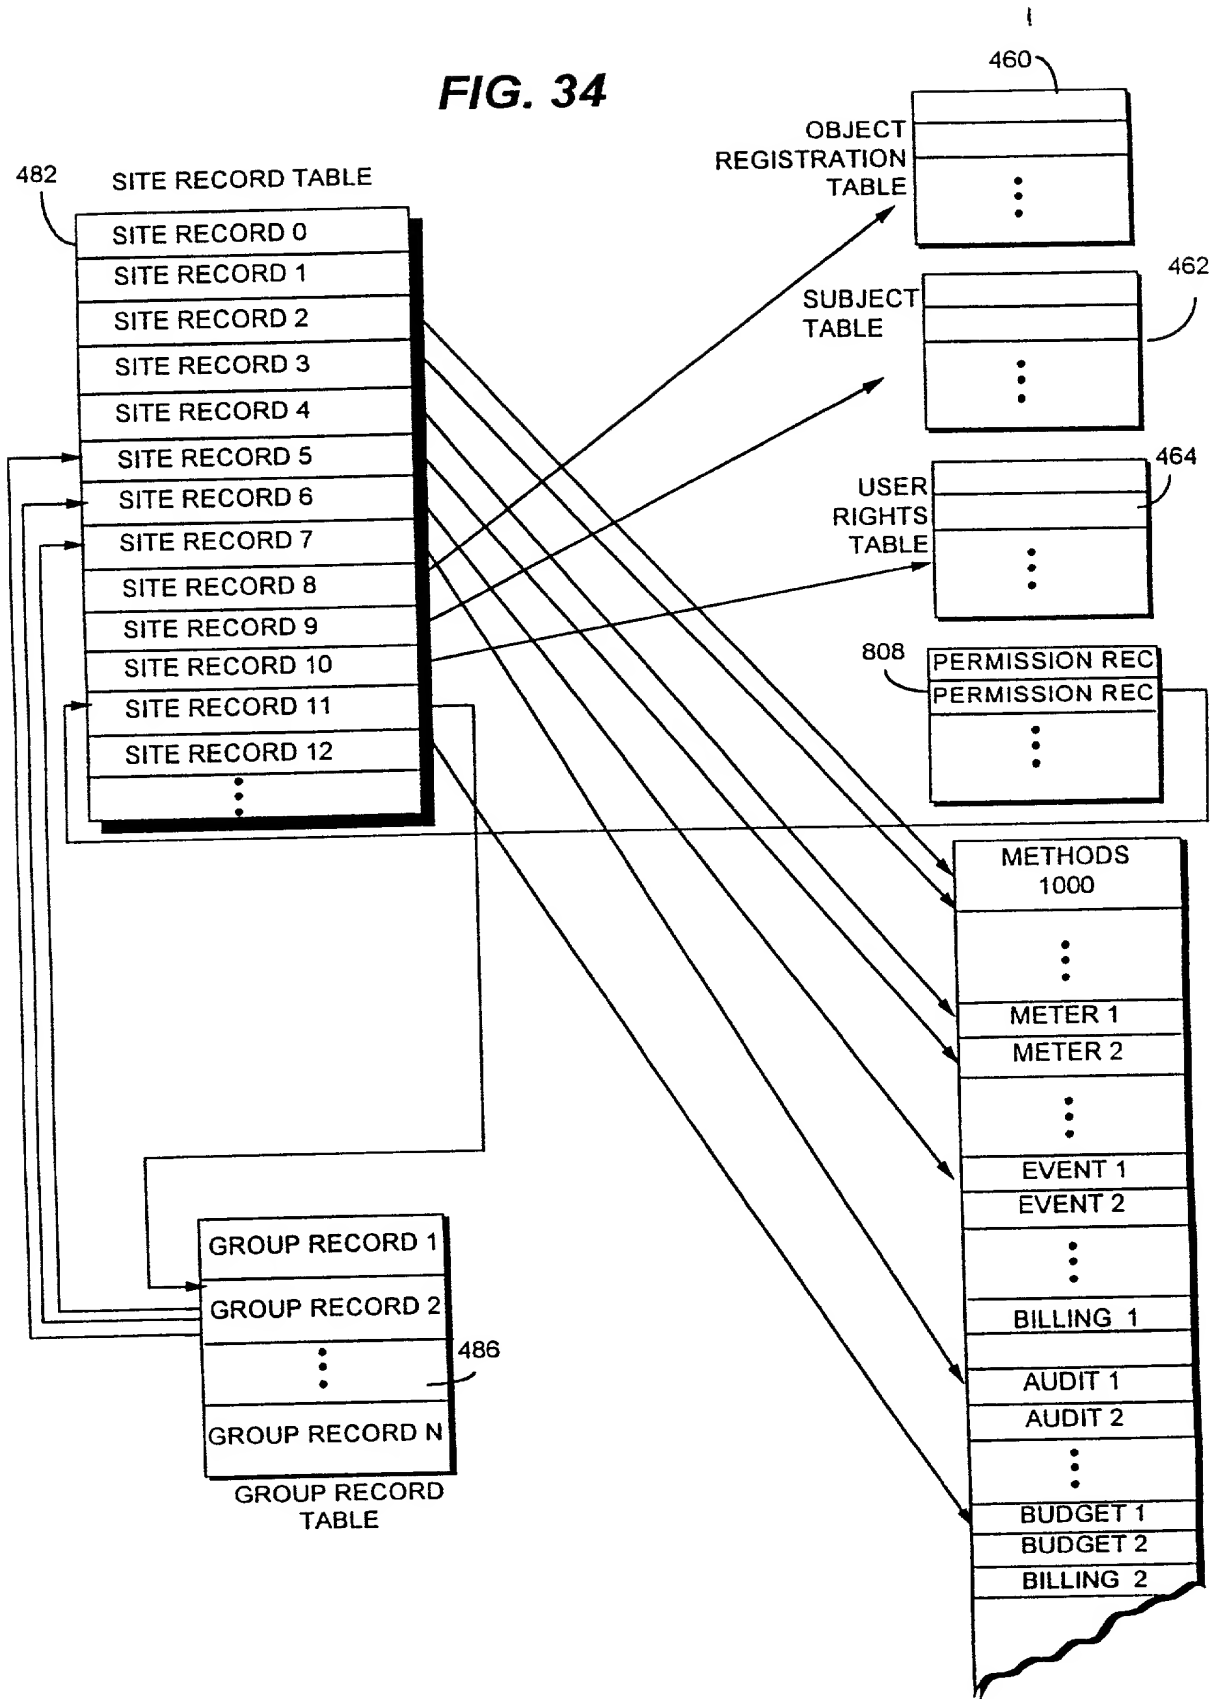 FIG. 34
460
OBJECT
REGISTRATION
TABLE
482
SITE RECORD TABLE
SITE RECORD 0
SITE RECORD 1
SITE RECORD 2
SITE RECORD 3
SITE RECORD 4
SITE RECORD 5
SITE RECORD 6
SITE RECORD 7
SITE RECORD 8
SITE RECORD 9
SITE RECORD 10
SITE RECORD 11
SITE RECORD 12
462
SUBJECT
TABLE
464
USER
RIGHTS
TABLE
808
PERMISSION REC
PERMISSION REC
METHODS
1000
METER 1
METER 2
EVENT 1
EVENT 2
BILLING 1
AUDIT 1
AUDIT 2
BUDGET 1
BUDGET 2
BILLING 2
GROUP RECORD 1
GROUP RECORD 2
486
GROUP RECORD N
GROUP RECORD
TABLE